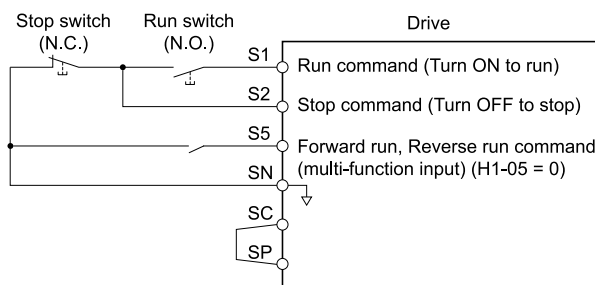 Stop switch
(N.C.)
Run switch
(N.O.)
Drive
S1
Run command (Turn ON to run)
S2
Stop command (Turn OFF to stop)
S5
Forward run, Reverse run command
(multi-function input) (H1-05 = 0)
SN
SC
SP